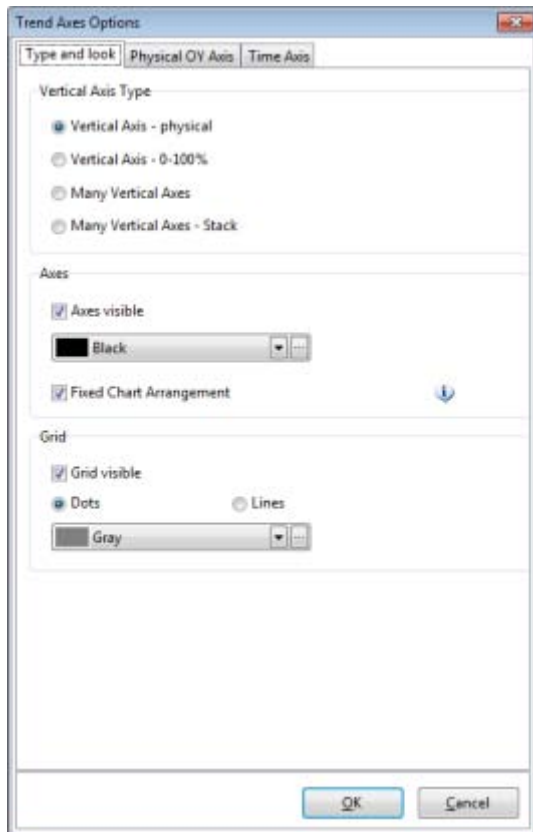 Trend Axes Options
Type and look Physical OY Axis Time Axis
Vertical Axis Type
Vertical Axis - physical
Vertical Axis - 0-100%
Many Vertical Axes
Many Vertical Axes - Stack
Axes
Axes visible
Black
Fixed Chart Arrangement
Grid
Grid visible
Dots Lines
Gray
OK Cancel